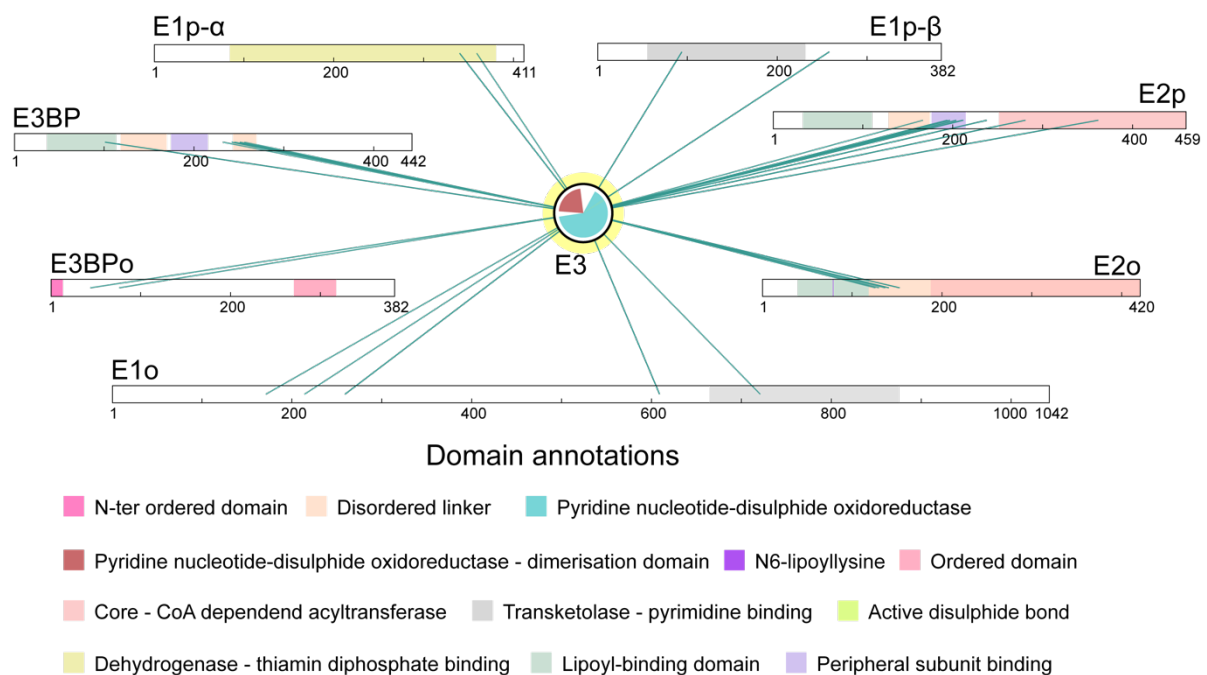 E1p-α
E1p-β
1 200 411
1 200 382
E3BP
E2p
1 200 400 442
1 200 400 459
E3
E3BPo
E2o
1 200 382
1 200 420
E1o
1 200 400 600 800 1000 1042
Domain annotations
N-ter ordered domain Disordered linker Pyridine nucleotide-disulphide oxidoreductase
Pyridine nucleotide-disulphide oxidoreductase - dimerisation domain N6-lipoyllysine Ordered domain
Core - CoA dependend acyltransferase Transketolase - pyrimidine binding Active disulphide bond
Dehydrogenase - thiamin diphosphate binding Lipoyl-binding domain Peripheral subunit binding